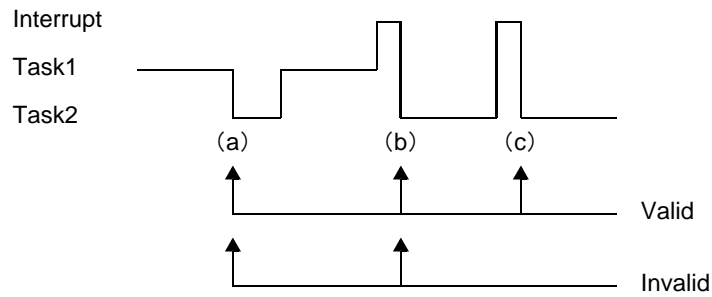 Interrupt
Task1
Task2
（a） （b） （c）
Valid
Invalid